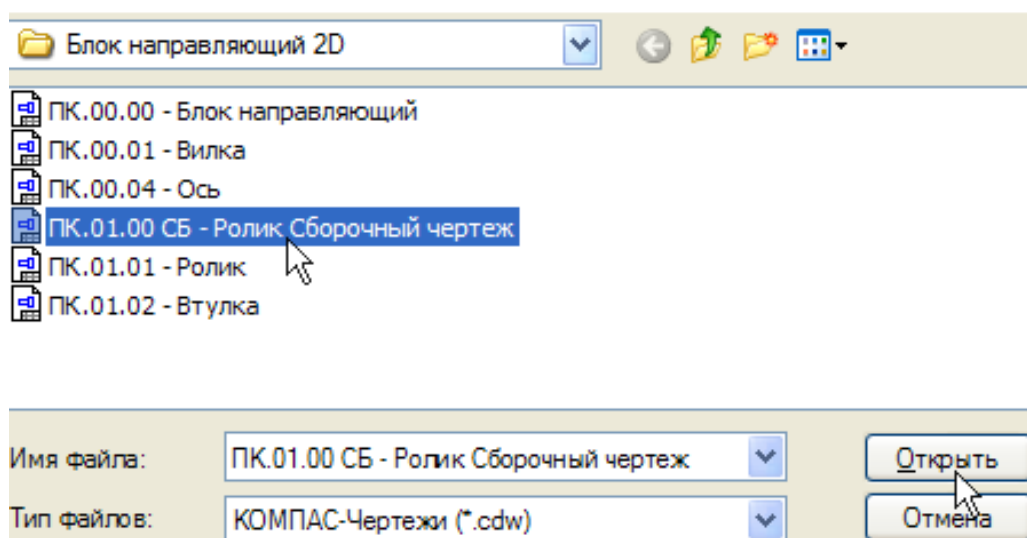 Блок направляющий 2D
ПК.00.00 - Блок направляющий
ПК.00.01 - Вилка
ПК.00.04 - Ось
ПК.01.00 СБ - Ролик Сборочный чертеж
ПК.01.01 - Ролик
ПК.01.02 - Втулка
Имя файла: ПК.01.00 СБ - Ролик Сборочный чертеж Открыть
Тип файлов: КОМПАС-Чертежи (*.cdw) Отмена